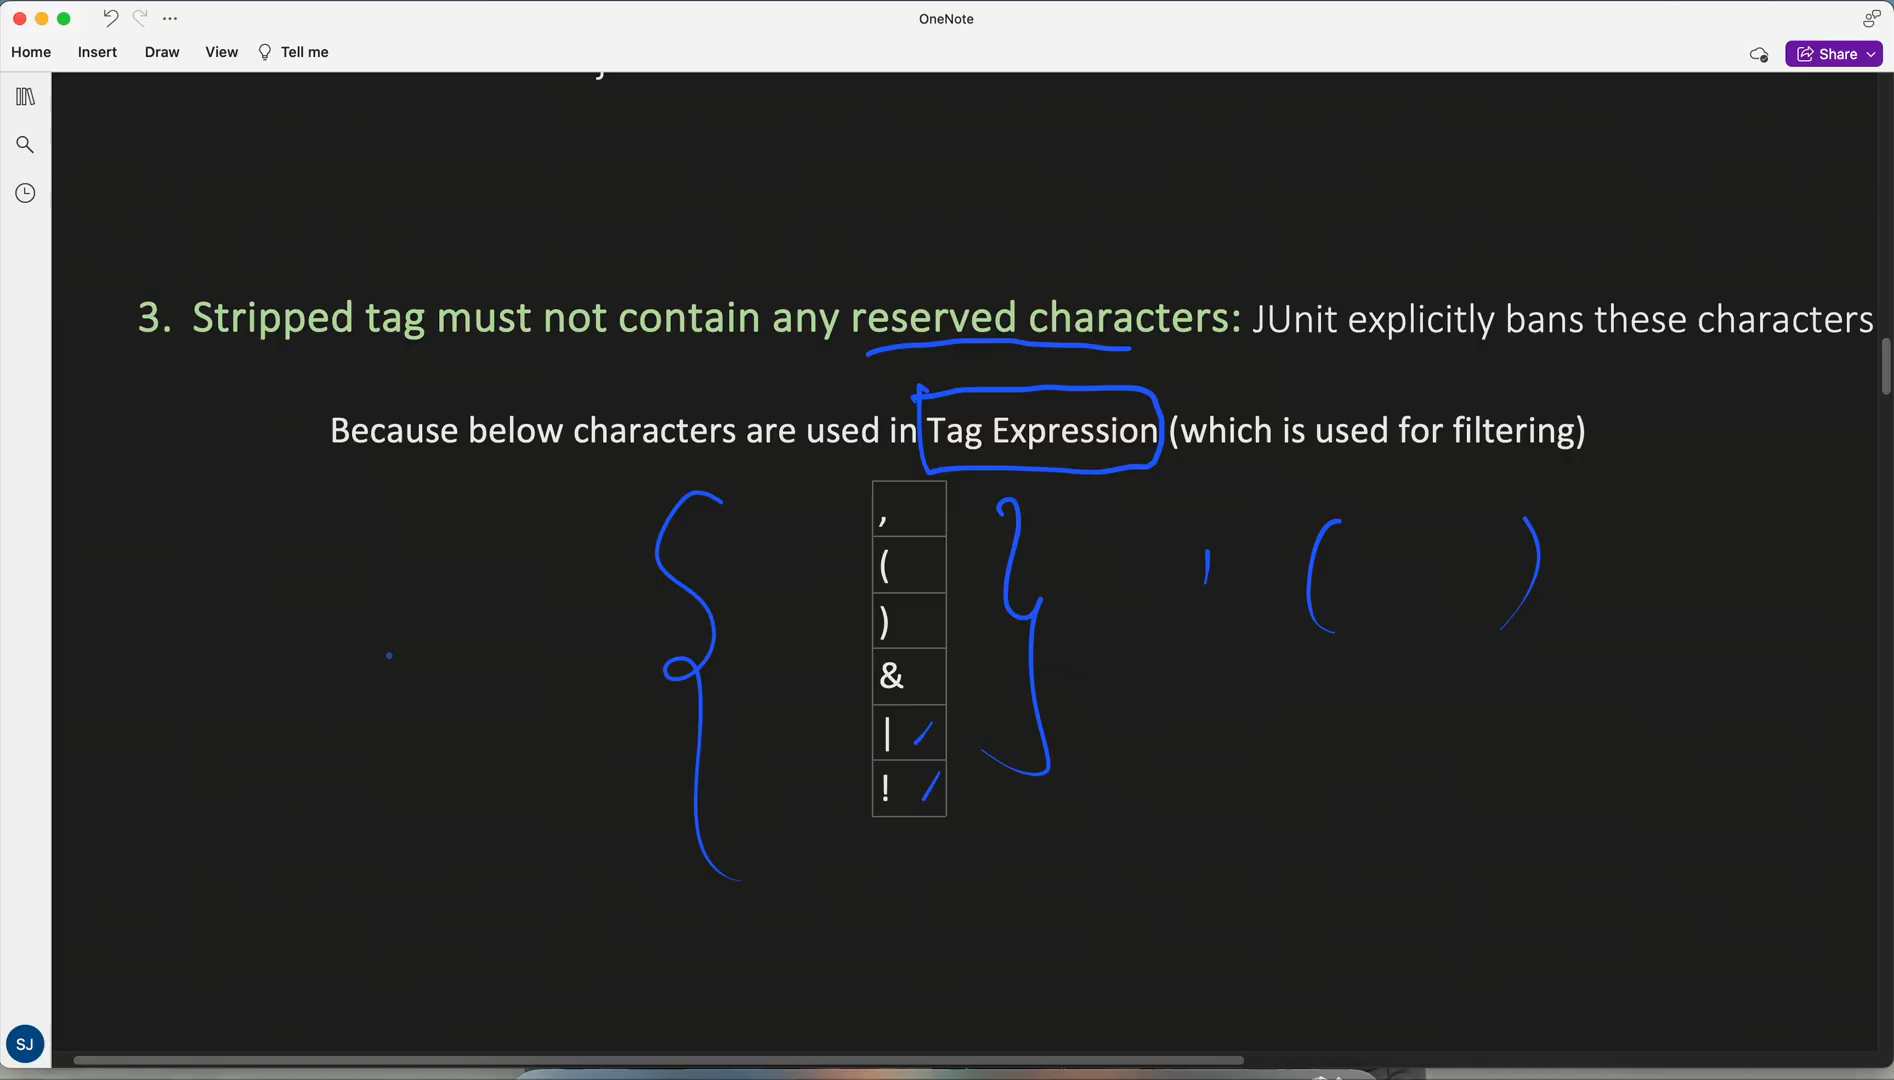 OneNote
Home Insert Draw View Tell me
Share
3. Stripped tag must not contain any reserved characters: JUnit explicitly bans these characters
Because below characters are used in Tag Expression (which is used for filtering)
,
(
)
&
|
!
, ( )
SJ